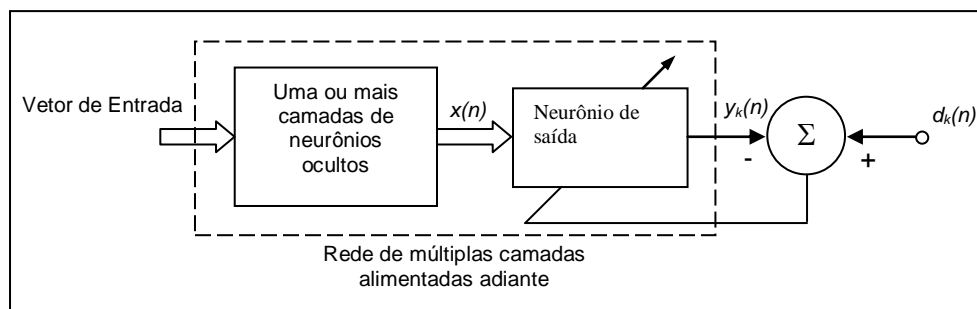 Vetor de Entrada
Uma ou mais
camadas de
neurônios
ocultos
x(n)
Neurônio de
saída
yk(n)
Σ
dk(n)
-
+
Rede de múltiplas camadas
alimentadas adiante